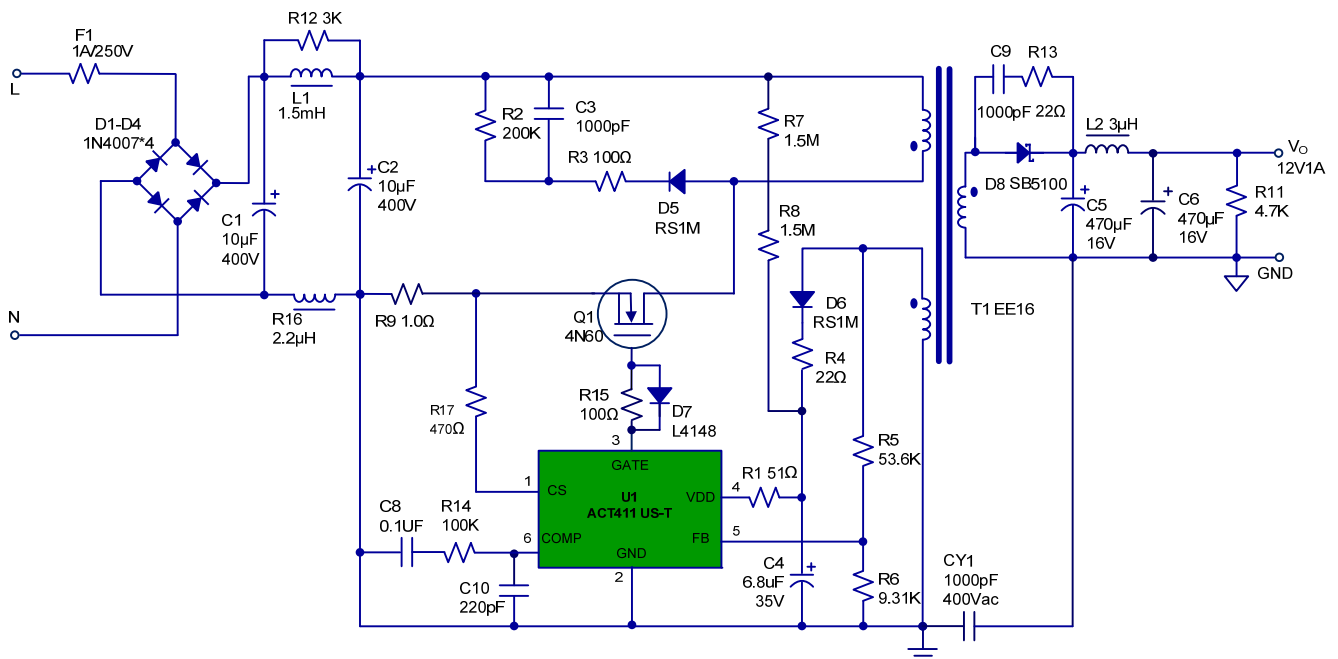 R12 3K
F1
1A/250V
L
L1
1.5mH
D1-D4
1N4007*4
C1
10µF
400V
C2
10µF
400V
R2
200K
C3
1000pF
R3 100Ω
D5
RS1M
R7
1.5M
R8
1.5M
C9
R13
1000pF 22Ω
L2 3µH
VO
12V1A
D8 SB5100
C5
470µF
16V
C6
470µF
16V
R11
4.7K
GND
N
R16
2.2µH
R9 1.0Ω
Q1
4N60
D6
RS1M
R4
22Ω
T1 EE16
R17
470Ω
R15
100Ω
D7
L4148
3
GATE
1
CS
U1
ACT411 US-T
VDD
4
R1 51Ω
R5
53.6K
C8
0.1UF
R14
100K
6
COMP
FB
5
GND
2
C10
220pF
C4
6.8uF
35V
R6
9.31K
CY1
1000pF
400Vac